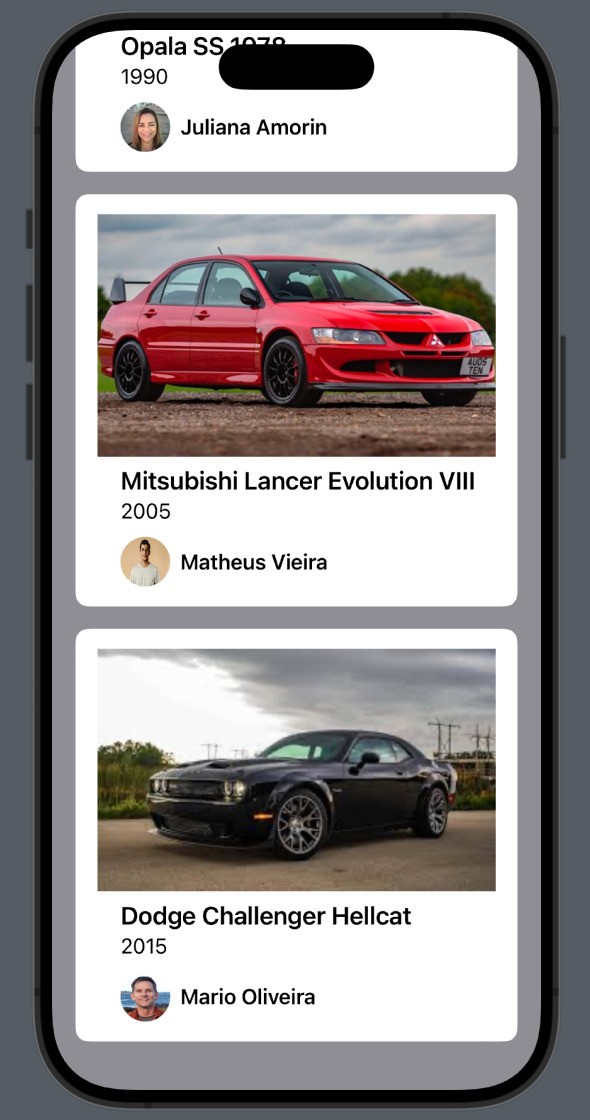 Opala SS 1978
1990
Juliana Amorin
AU05
TEN
Mitsubishi Lancer Evolution VIII
2005
Matheus Vieira
Dodge Challenger Hellcat
2015
Mario Oliveira